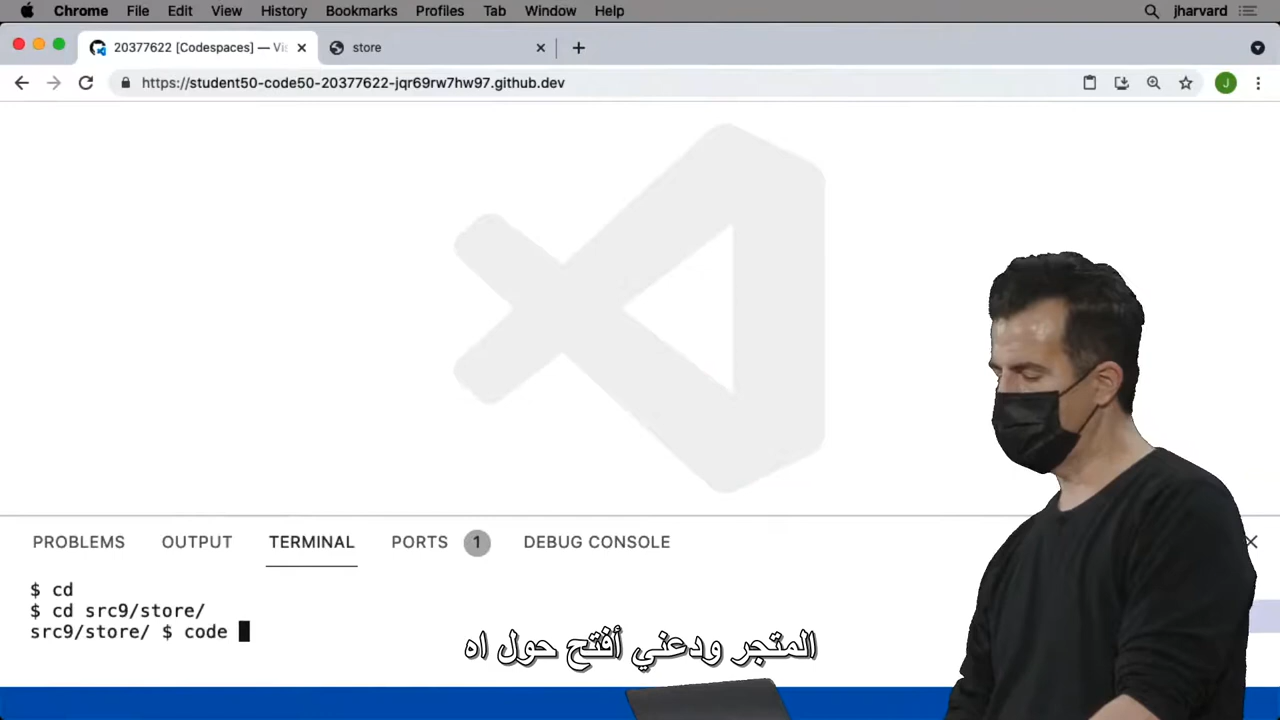 Chrome File Edit View History Bookmarks Profiles Tab Window Help jharvard
20377622 [Codespaces] — Vis store
https://student50-code50-20377622-jqr69rw7hw97.github.dev J
PROBLEMS OUTPUT TERMINAL PORTS 1 DEBUG CONSOLE
$ cd
$ cd src9/store/
src9/store/ $ code
المتجر ودعني أفتح حول اه